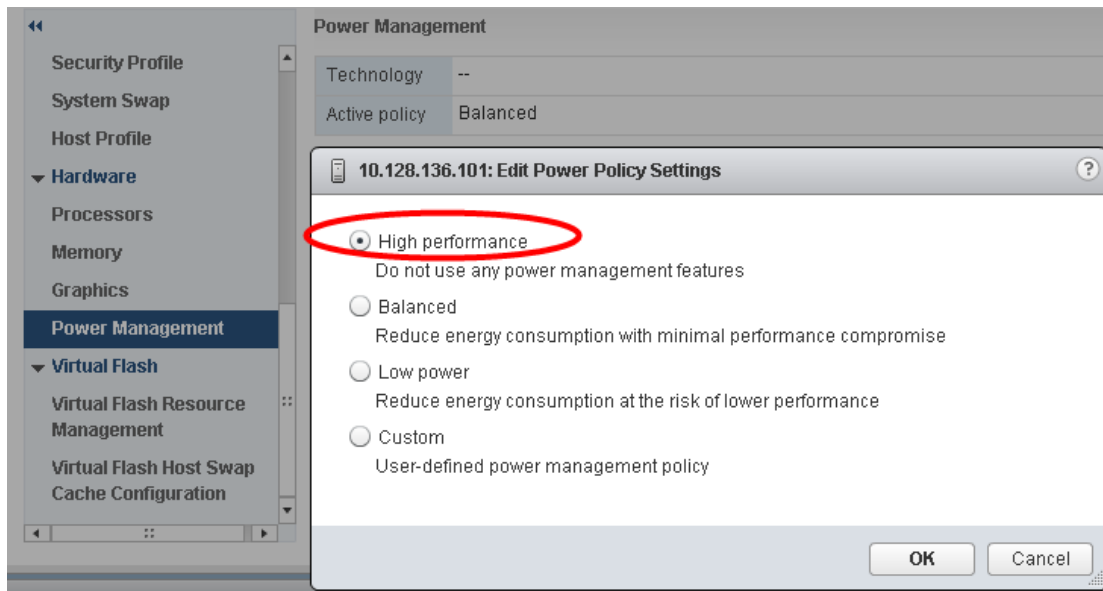 Security Profile
System Swap
Host Profile
Hardware
Processors
Memory
Graphics
Power Management
Virtual Flash
Virtual Flash Resource
Management
Virtual Flash Host Swap
Cache Configuration
Power Management
Technology --
Active policy Balanced
10.128.136.101: Edit Power Policy Settings ?
High performance
Do not use any power management features
Balanced
Reduce energy consumption with minimal performance compromise
Low power
Reduce energy consumption at the risk of lower performance
Custom
User-defined power management policy
OK Cancel